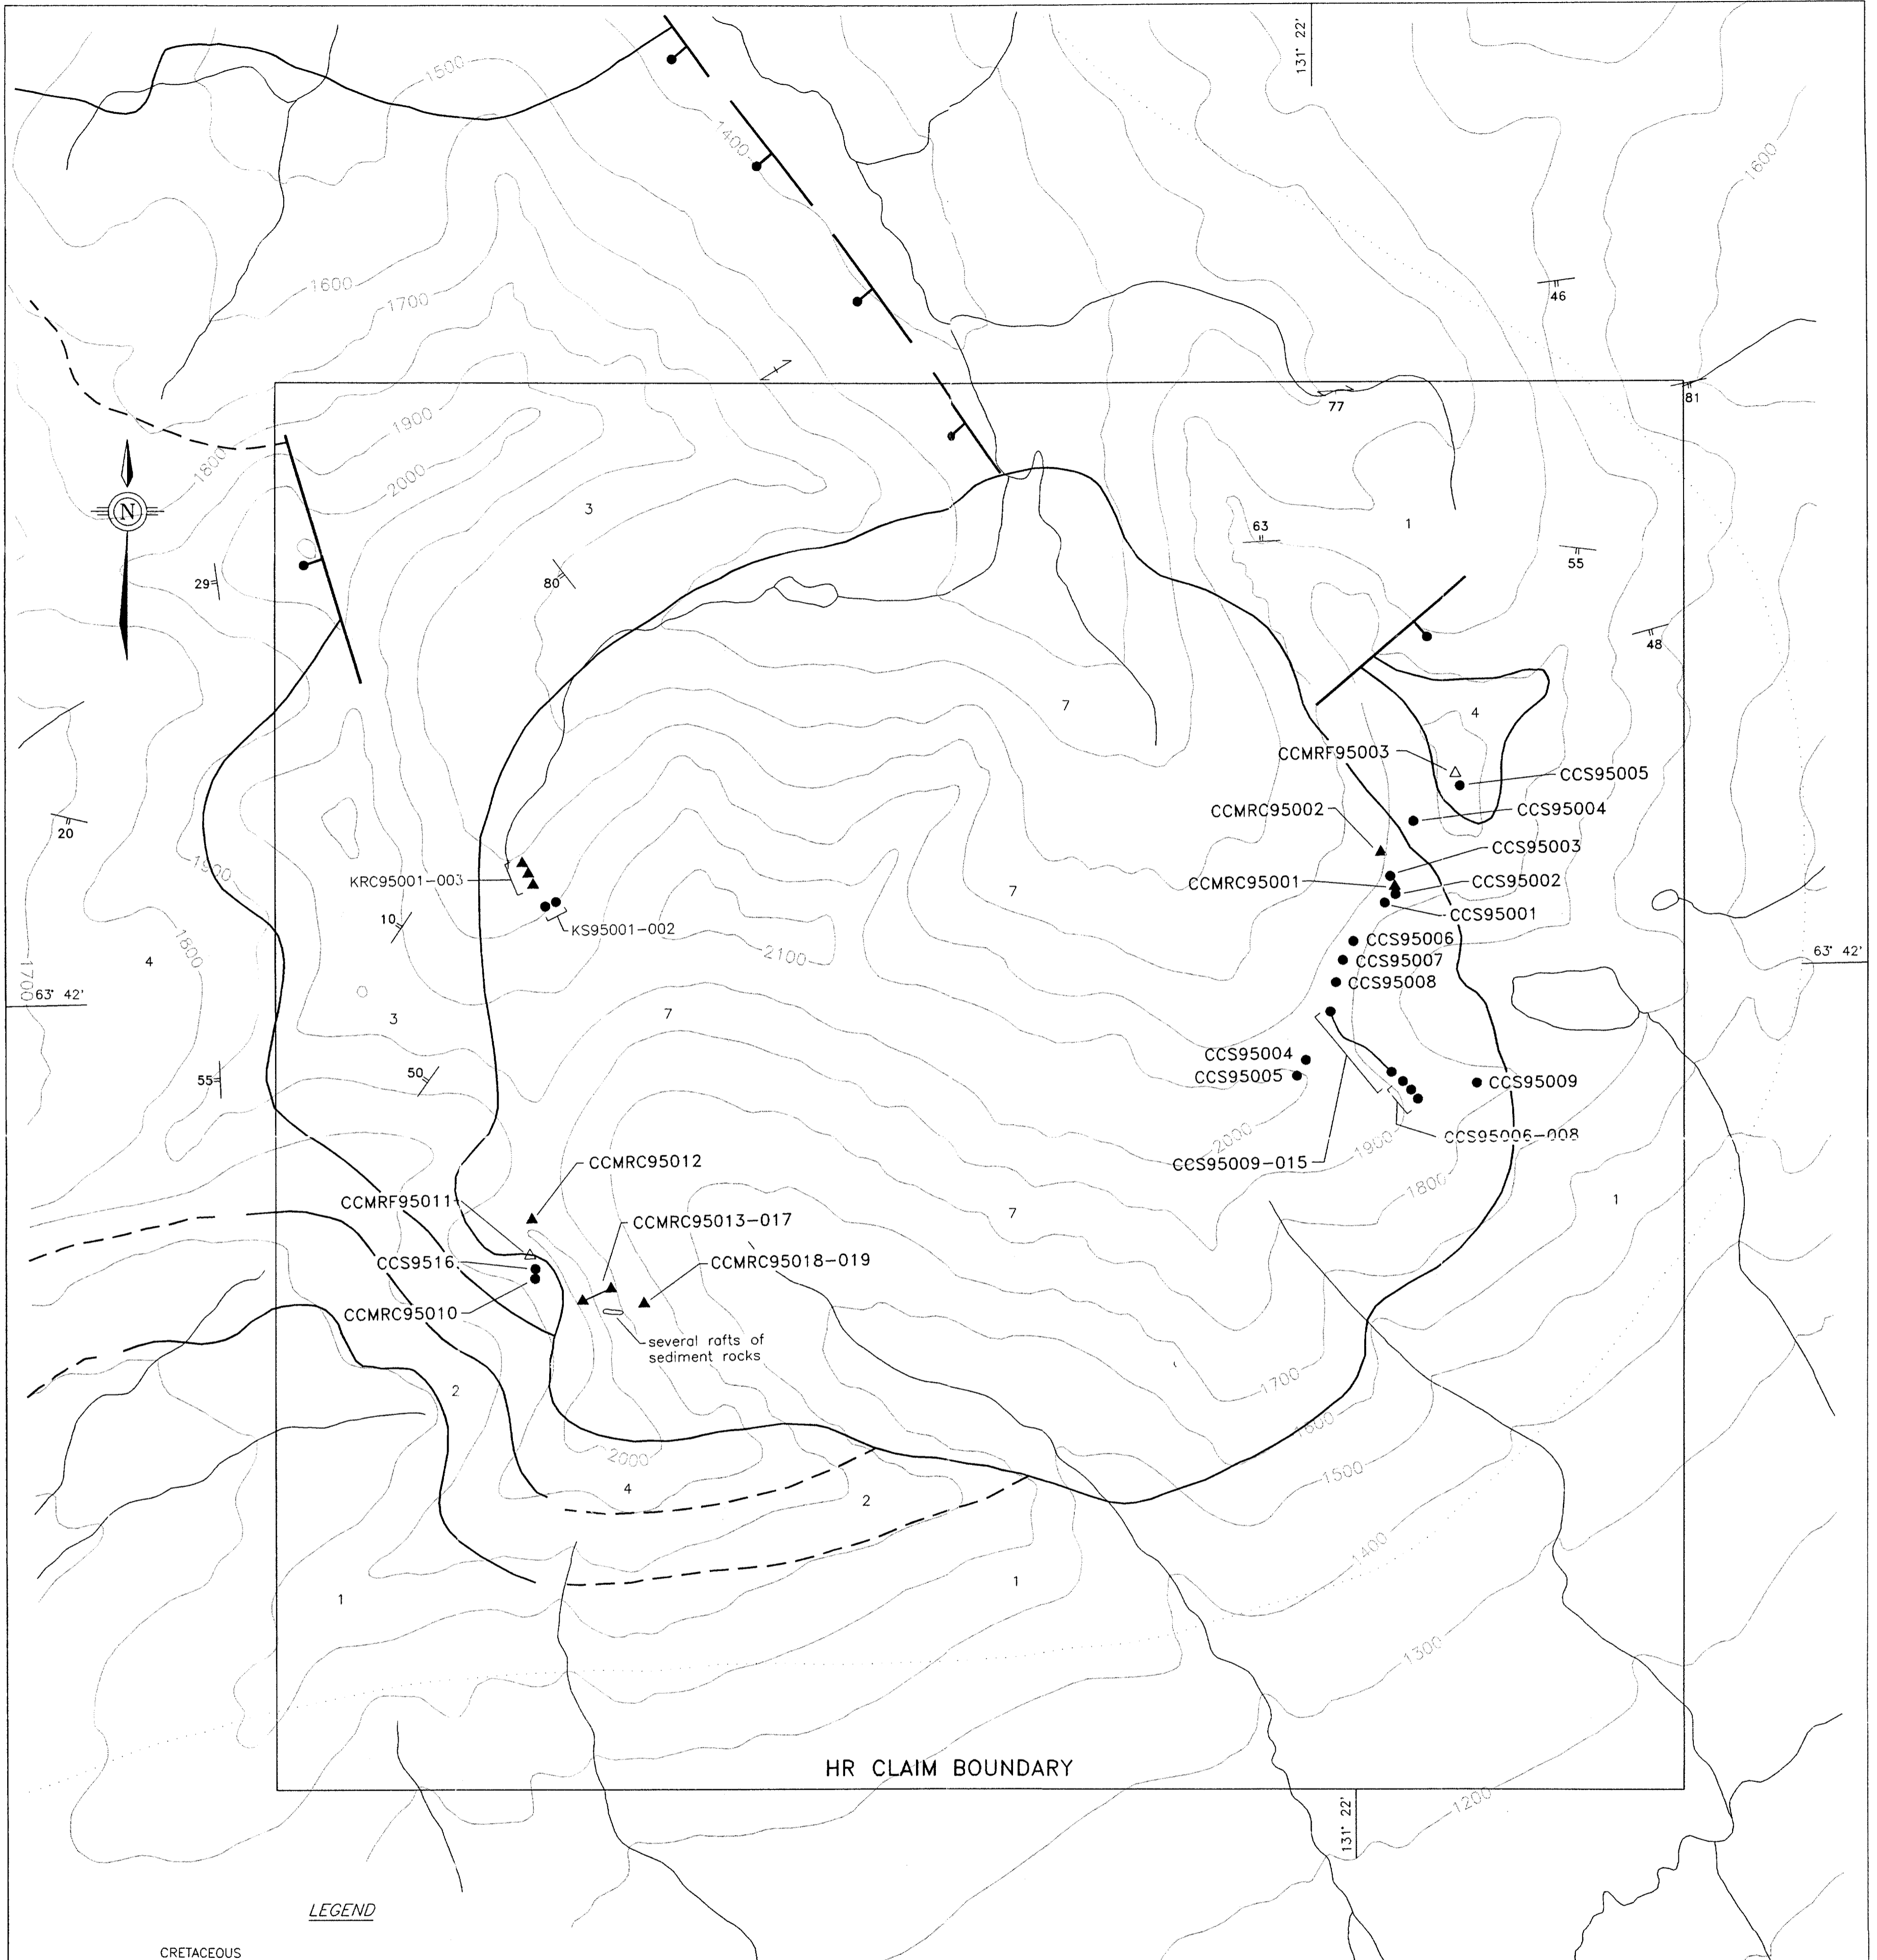 131° 22'
1500
1400
1600
46
1600
1700
77
81
1900
1800
2000
N
3
63
1
55
29
80
48
7
4
CCMRF95003
CCS95005
CCMRC95002
CCS95004
20
CCS95003
1900
KRC95001-003
CCMRC95001
CCS95002
7
10
CCS95001
KS95001-002
CCS95006
1800
2100
63° 42'
4
CCS95007
1700
CCS95008
63° 42'
3
7
CCS95004
CCS95005
55
50
CCS95009
2000
1900
CCS95006-008
CCMRC95012
CCS95009-015
1800
CCMRF95011
1
CCMRC95013-017
7
CCS9516
CCMRC95018-019
CCMRC95010
several rafts of
sediment rocks
1700
2
1600
2000
1500
4
2
1400
1
1
1300
HR CLAIM BOUNDARY
131° 22'
1200
LEGEND
CRETACEOUS